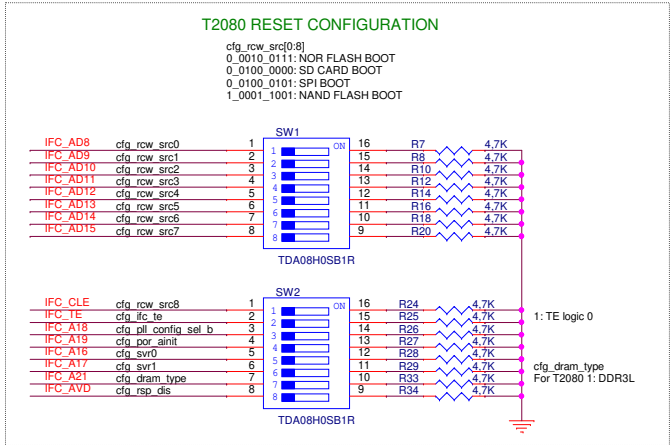 T2080 RESET CONFIGURATION
cfg_rcw_src[0:8]
0_0010_0111: NOR FLASH BOOT
0_0100_0000: SD CARD BOOT
0_0100_0101: SPI BOOT
1_0001_1001: NAND FLASH BOOT
SW1
IFC_AD8 cfg_rcw_src0 1 1 ON 16 R7 4,7K
IFC_AD9 cfg_rcw_src1 2 2 15 R8 4,7K
IFC_AD10 cfg_rcw_src2 3 3 14 R10 4,7K
IFC_AD11 cfg_rcw_src3 4 4 13 R12 4,7K
IFC_AD12 cfg_rcw_src4 5 5 12 R14 4,7K
IFC_AD13 cfg_rcw_src5 6 6 11 R16 4,7K
IFC_AD14 cfg_rcw_src6 7 7 10 R18 4,7K
IFC_AD15 cfg_rcw_src7 8 8 9 R20 4,7K
TDA08H0SB1R
SW2
IFC_CLE cfg_rcw_src8 1 1 ON 16 R24 4,7K
IFC_TE cfg_ifc_te 2 2 15 R25 4,7K 1: TE logic 0
IFC_A18 cfg_pll_config_sel_b 3 3 14 R26 4,7K
IFC_A19 cfg_por_ainit 4 4 13 R27 4,7K
IFC_A16 cfg_svr0 5 5 12 R28 4,7K
IFC_A17 cfg_svr1 6 6 11 R29 4,7K cfg_dram_type
IFC_A21 cfg_dram_type 7 7 10 R33 4,7K For T2080 1: DDR3L
IFC_AVD cfg_rsp_dis 8 8 9 R34 4,7K
TDA08H0SB1R